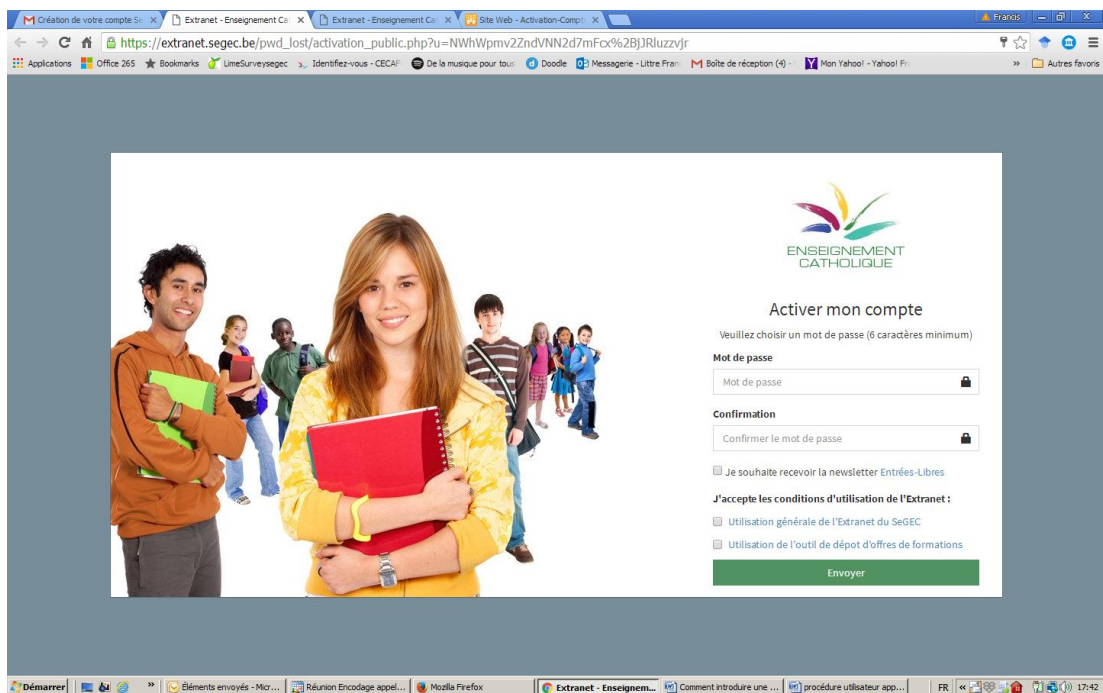 Création de votre compte Se
Extranet - Enseignement Cat
Extranet - Enseignement Cat
Site Web - Activation-Compt
Francis
https://extranet.segec.be/pwd_lost/activation_public.php?u=NWhWpmv2ZndVNN2d7mFcx%2BjJRluzzvjr
Applications
Office 265
Bookmarks
LimeSurveysegec
Identifiez-vous - CECAF
De la musique pour tous
Doodle
Messagerie - Littre Fran
Boîte de réception (4) -
Mon Yahoo! - Yahoo! Fr
»
Autres favoris
ENSEIGNEMENT
CATHOLIQUE
Activer mon compte
Veuillez choisir un mot de passe (6 caractères minimum)
Mot de passe
Mot de passe
Confirmation
Confirmer le mot de passe
Je souhaite recevoir la newsletter Entrées-Libres
J'accepte les conditions d'utilisation de l'Extranet :
Utilisation générale de l'Extranet du SeGEC
Utilisation de l'outil de dépot d'offres de formations
Envoyer
Démarrer
»
Éléments envoyés - Micr...
Réunion Encodage appel...
Mozilla Firefox
Extranet - Enseignem...
Comment introduire une ...
procédure utilisateur app...
FR
«
17:42